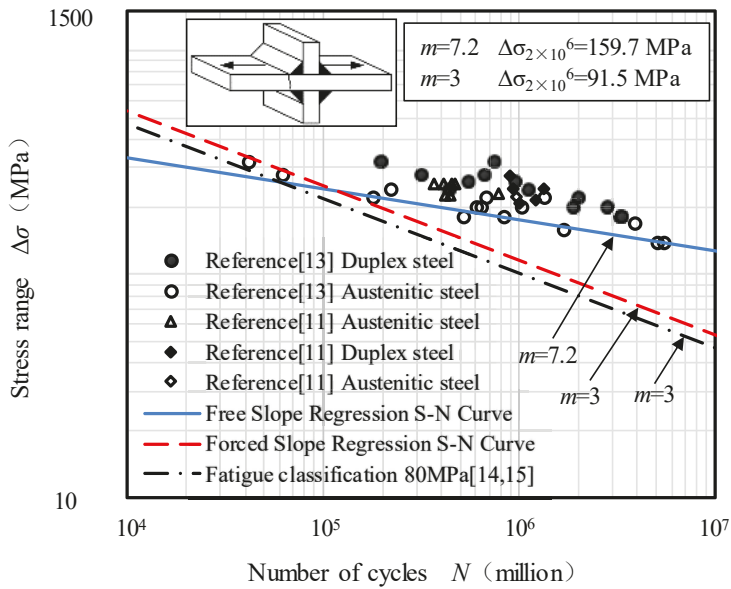 1500
m=7.2 Δσ2×10⁶=159.7 MPa
m=3 Δσ2×10⁶=91.5 MPa
Stress range Δσ（MPa）
Reference[13] Duplex steel
Reference[13] Austenitic steel
Reference[11] Austenitic steel
Reference[11] Duplex steel
Reference[11] Austenitic steel
Free Slope Regression S-N Curve
Forced Slope Regression S-N Curve
Fatigue classification 80MPa[14,15]
m=7.2
m=3
m=3
10
10⁴ 10⁵ 10⁶ 10⁷
Number of cycles N（million）